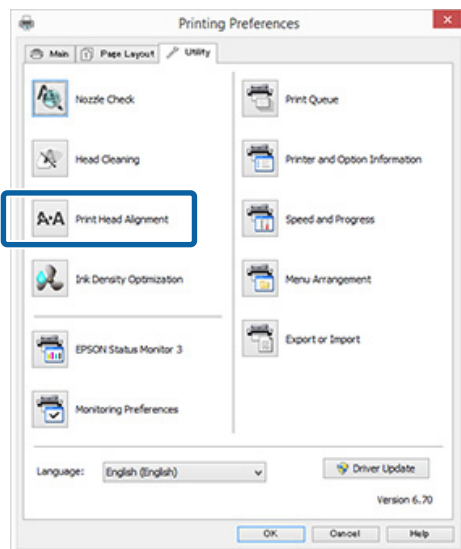 Printing Preferences
Main Page Layout Utility
Nozzle Check
Head Cleaning
A·A Print Head Alignment
Ink Density Optimization
EPSON Status Monitor 3
Monitoring Preferences
Print Queue
Printer and Option Information
Speed and Progress
Menu Arrangement
Export or Import
Language: English (English)
Driver Update
Version 6.70
OK Cancel Help